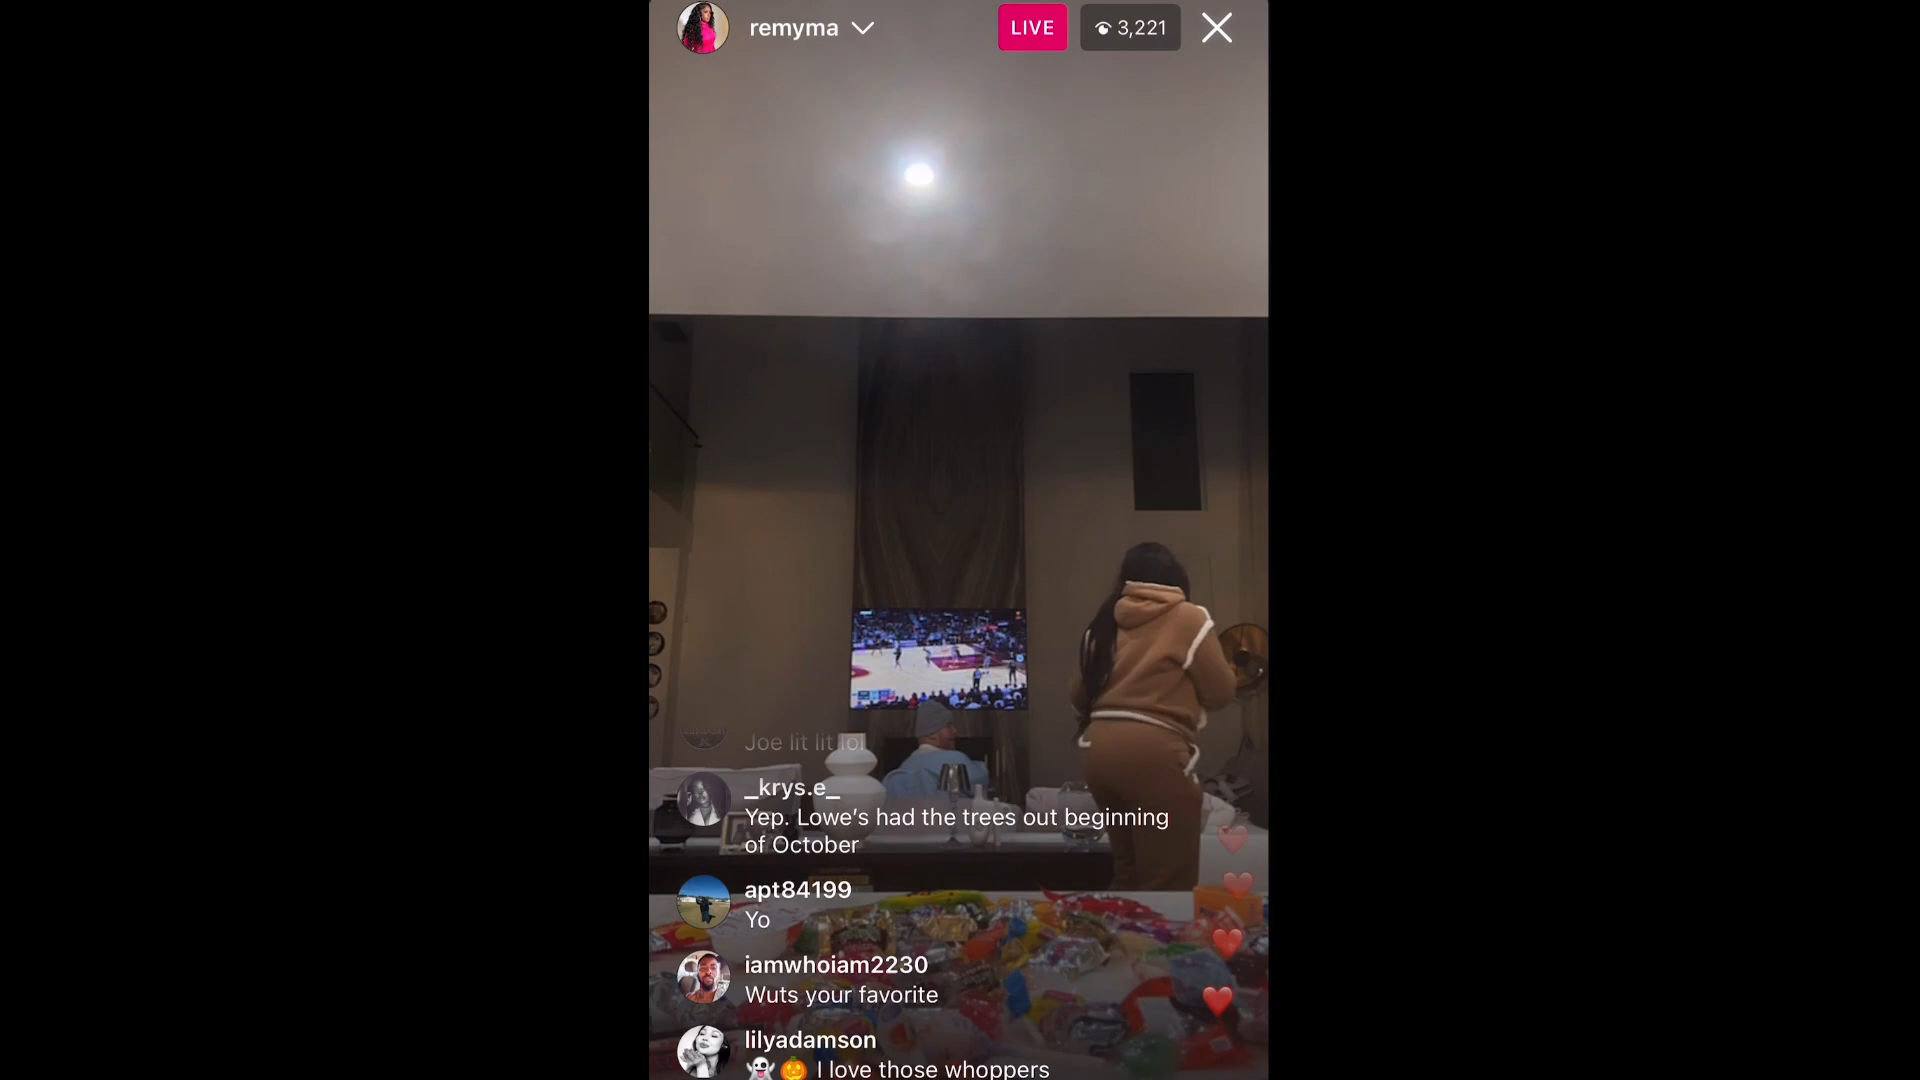 remyma
LIVE
3,221
Joe lit lit lol
_krys.e_
Yep. Lowe’s had the trees out beginning
of October
apt84199
Yo
iamwhoiam2230
Wuts your favorite
lilyadamson
👻🎃 I love those whoppers